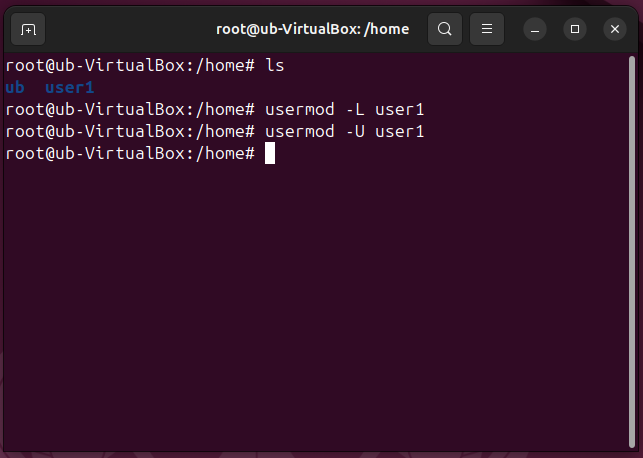 root@ub-VirtualBox: /home
root@ub-VirtualBox:/home# ls
ub  user1
root@ub-VirtualBox:/home# usermod -L user1
root@ub-VirtualBox:/home# usermod -U user1
root@ub-VirtualBox:/home#